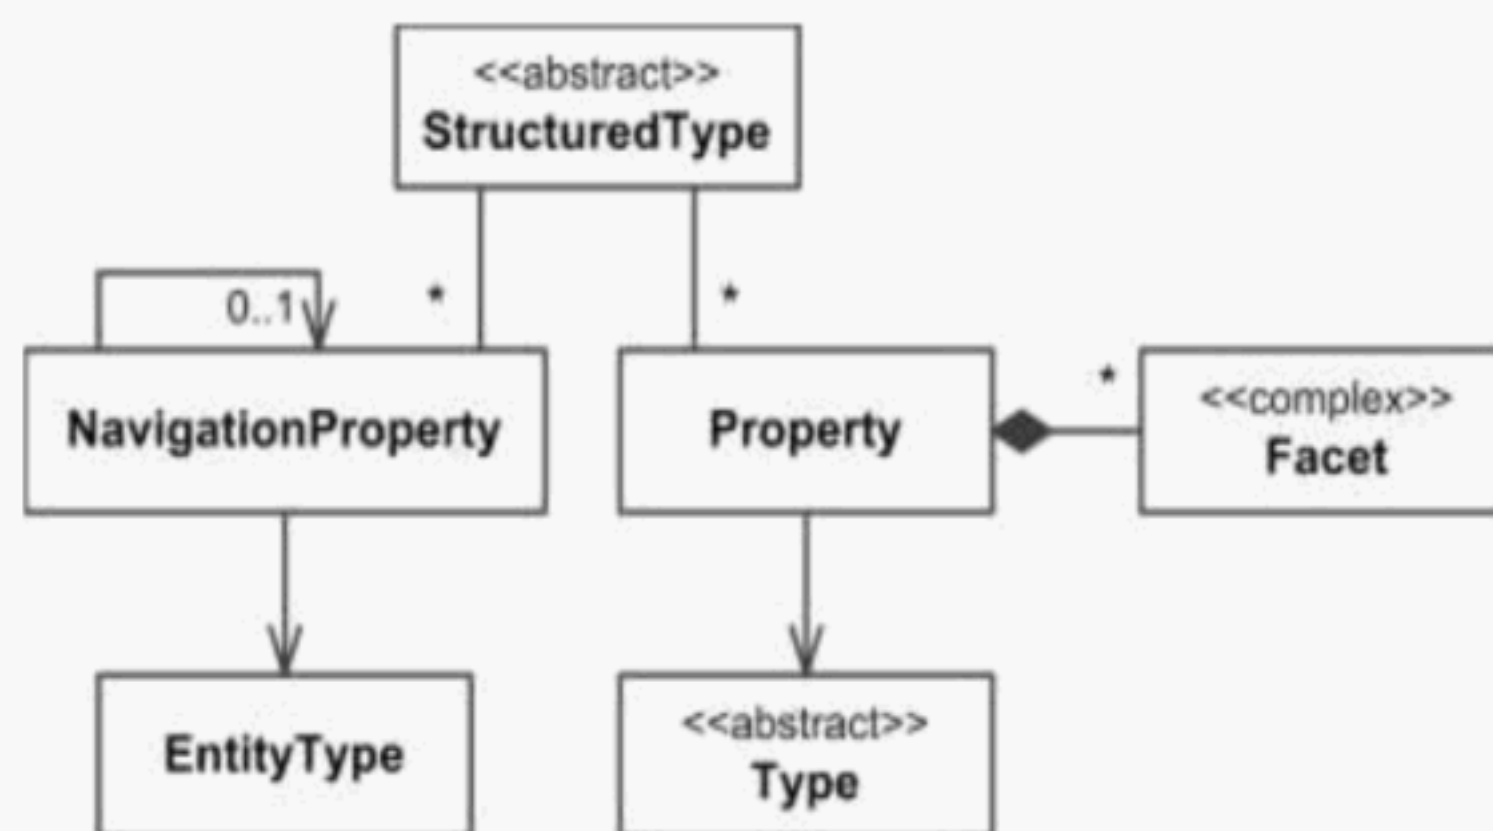 <<abstract>>
StructuredType
0..1
*
*
NavigationProperty
Property
*
<<complex>>
Facet
EntityType
<<abstract>>
Type